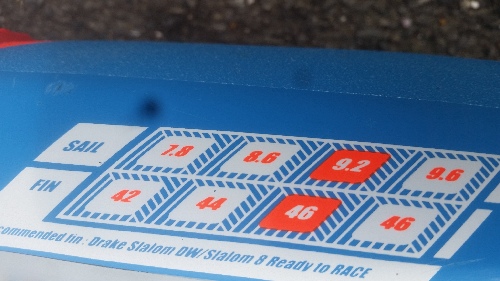 SAIL 7.8 8.6 9.2 9.6
FIN 42 44 46 46
commended fin: Drake Slalom DW/Slalom 8 Ready to RACE